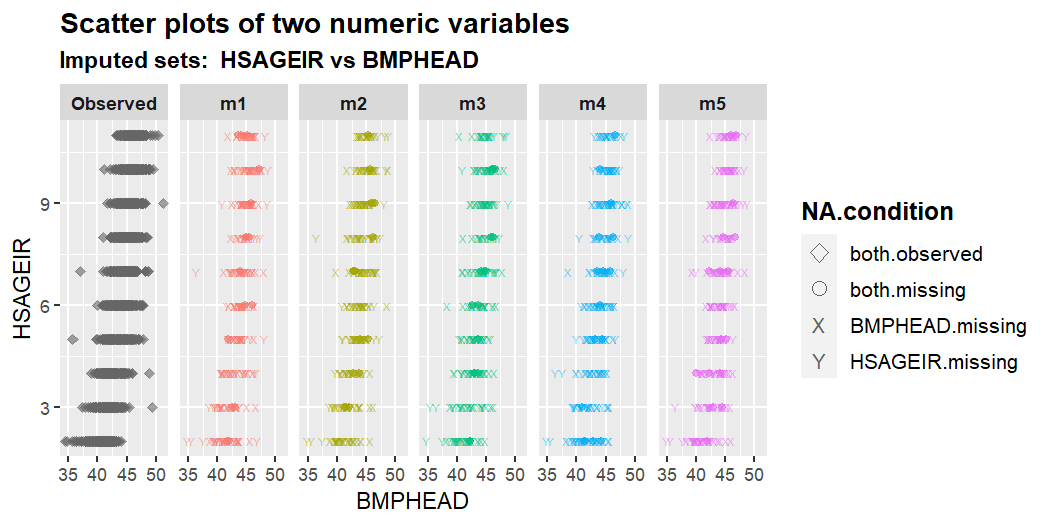 Scatter plots of two numeric variables
Imputed sets: HSAGEIR vs BMPHEAD
Observed m1 m2 m3 m4 m5
9
6
3
HSAGEIR
35 40 45 50 35 40 45 50 35 40 45 50 35 40 45 50 35 40 45 50 35 40 45 50
BMPHEAD
NA.condition
both.observed
both.missing
X BMPHEAD.missing
Y HSAGEIR.missing